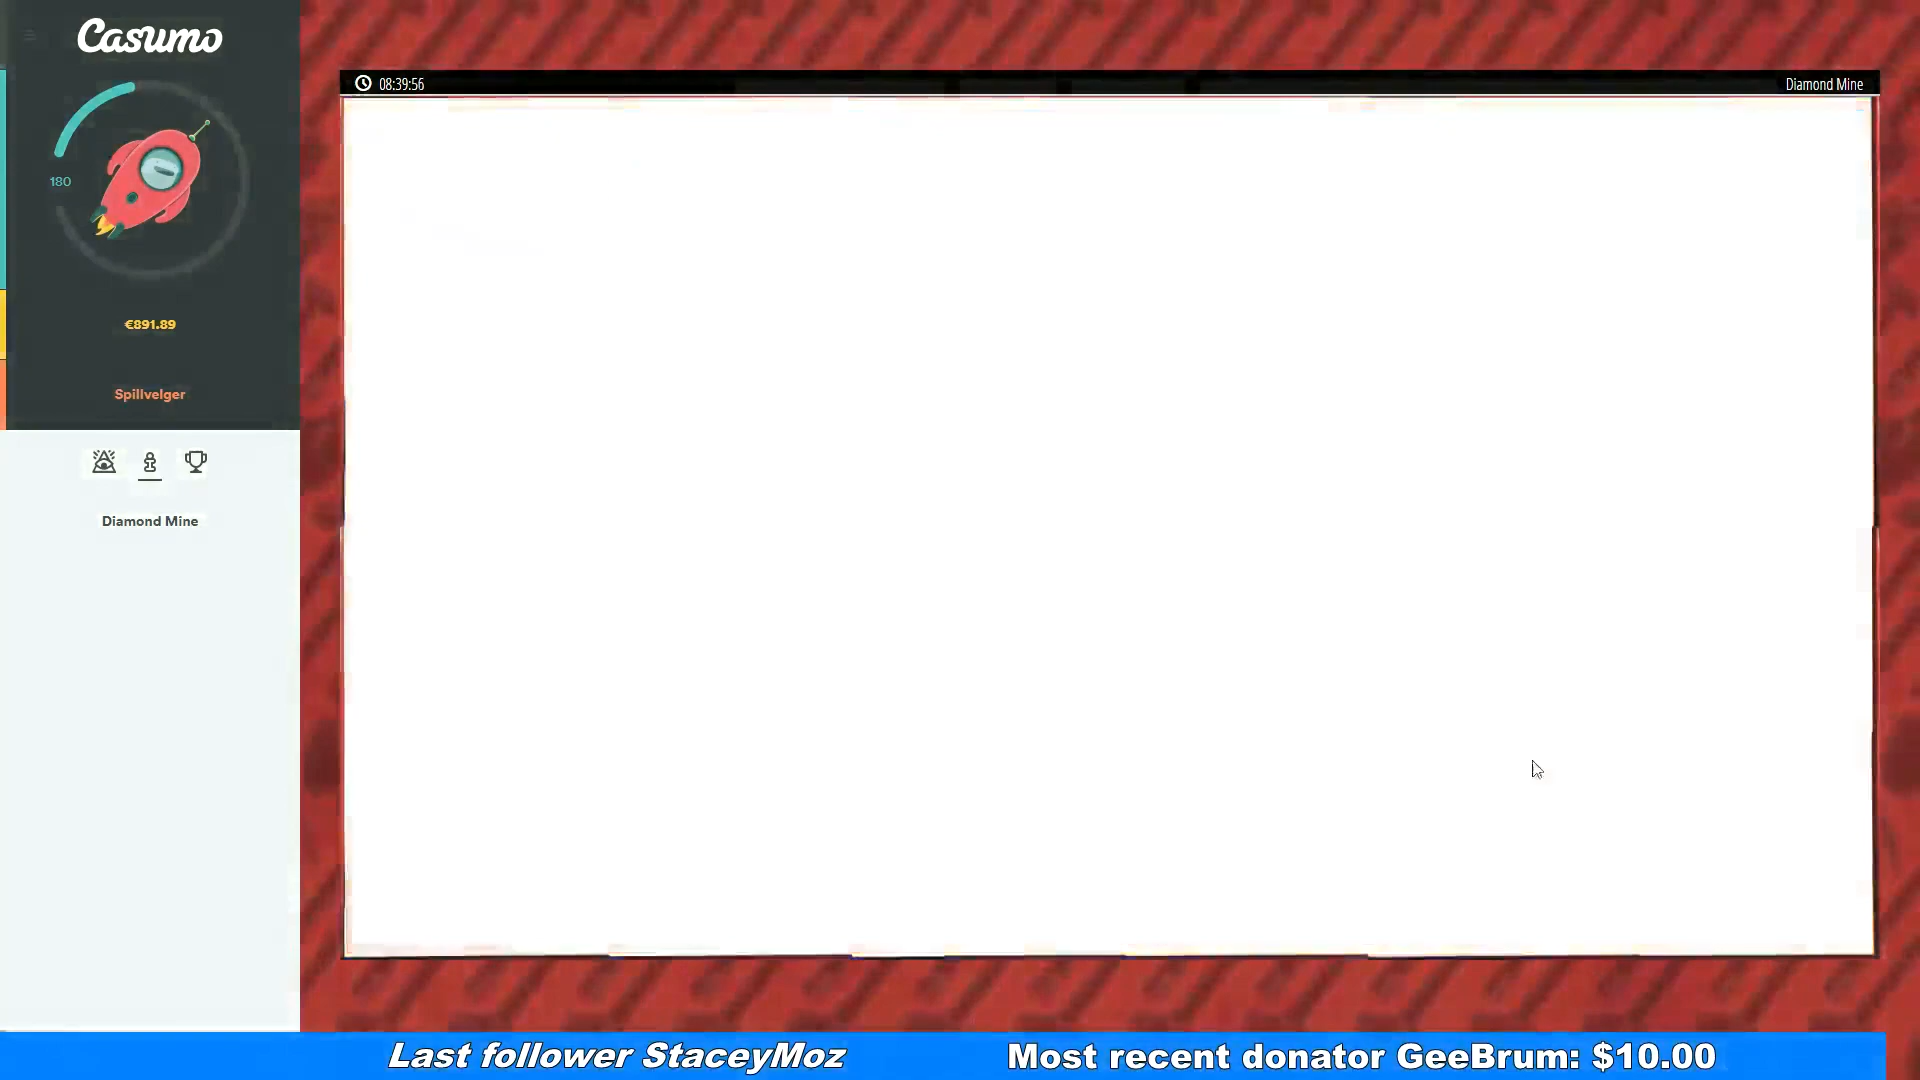 Casumo
08:39:56
Diamond Mine
180
€891.89
Spillvelger
Diamond Mine
Last follower StaceyMoz
Most recent donator GeeBrum: $10.00